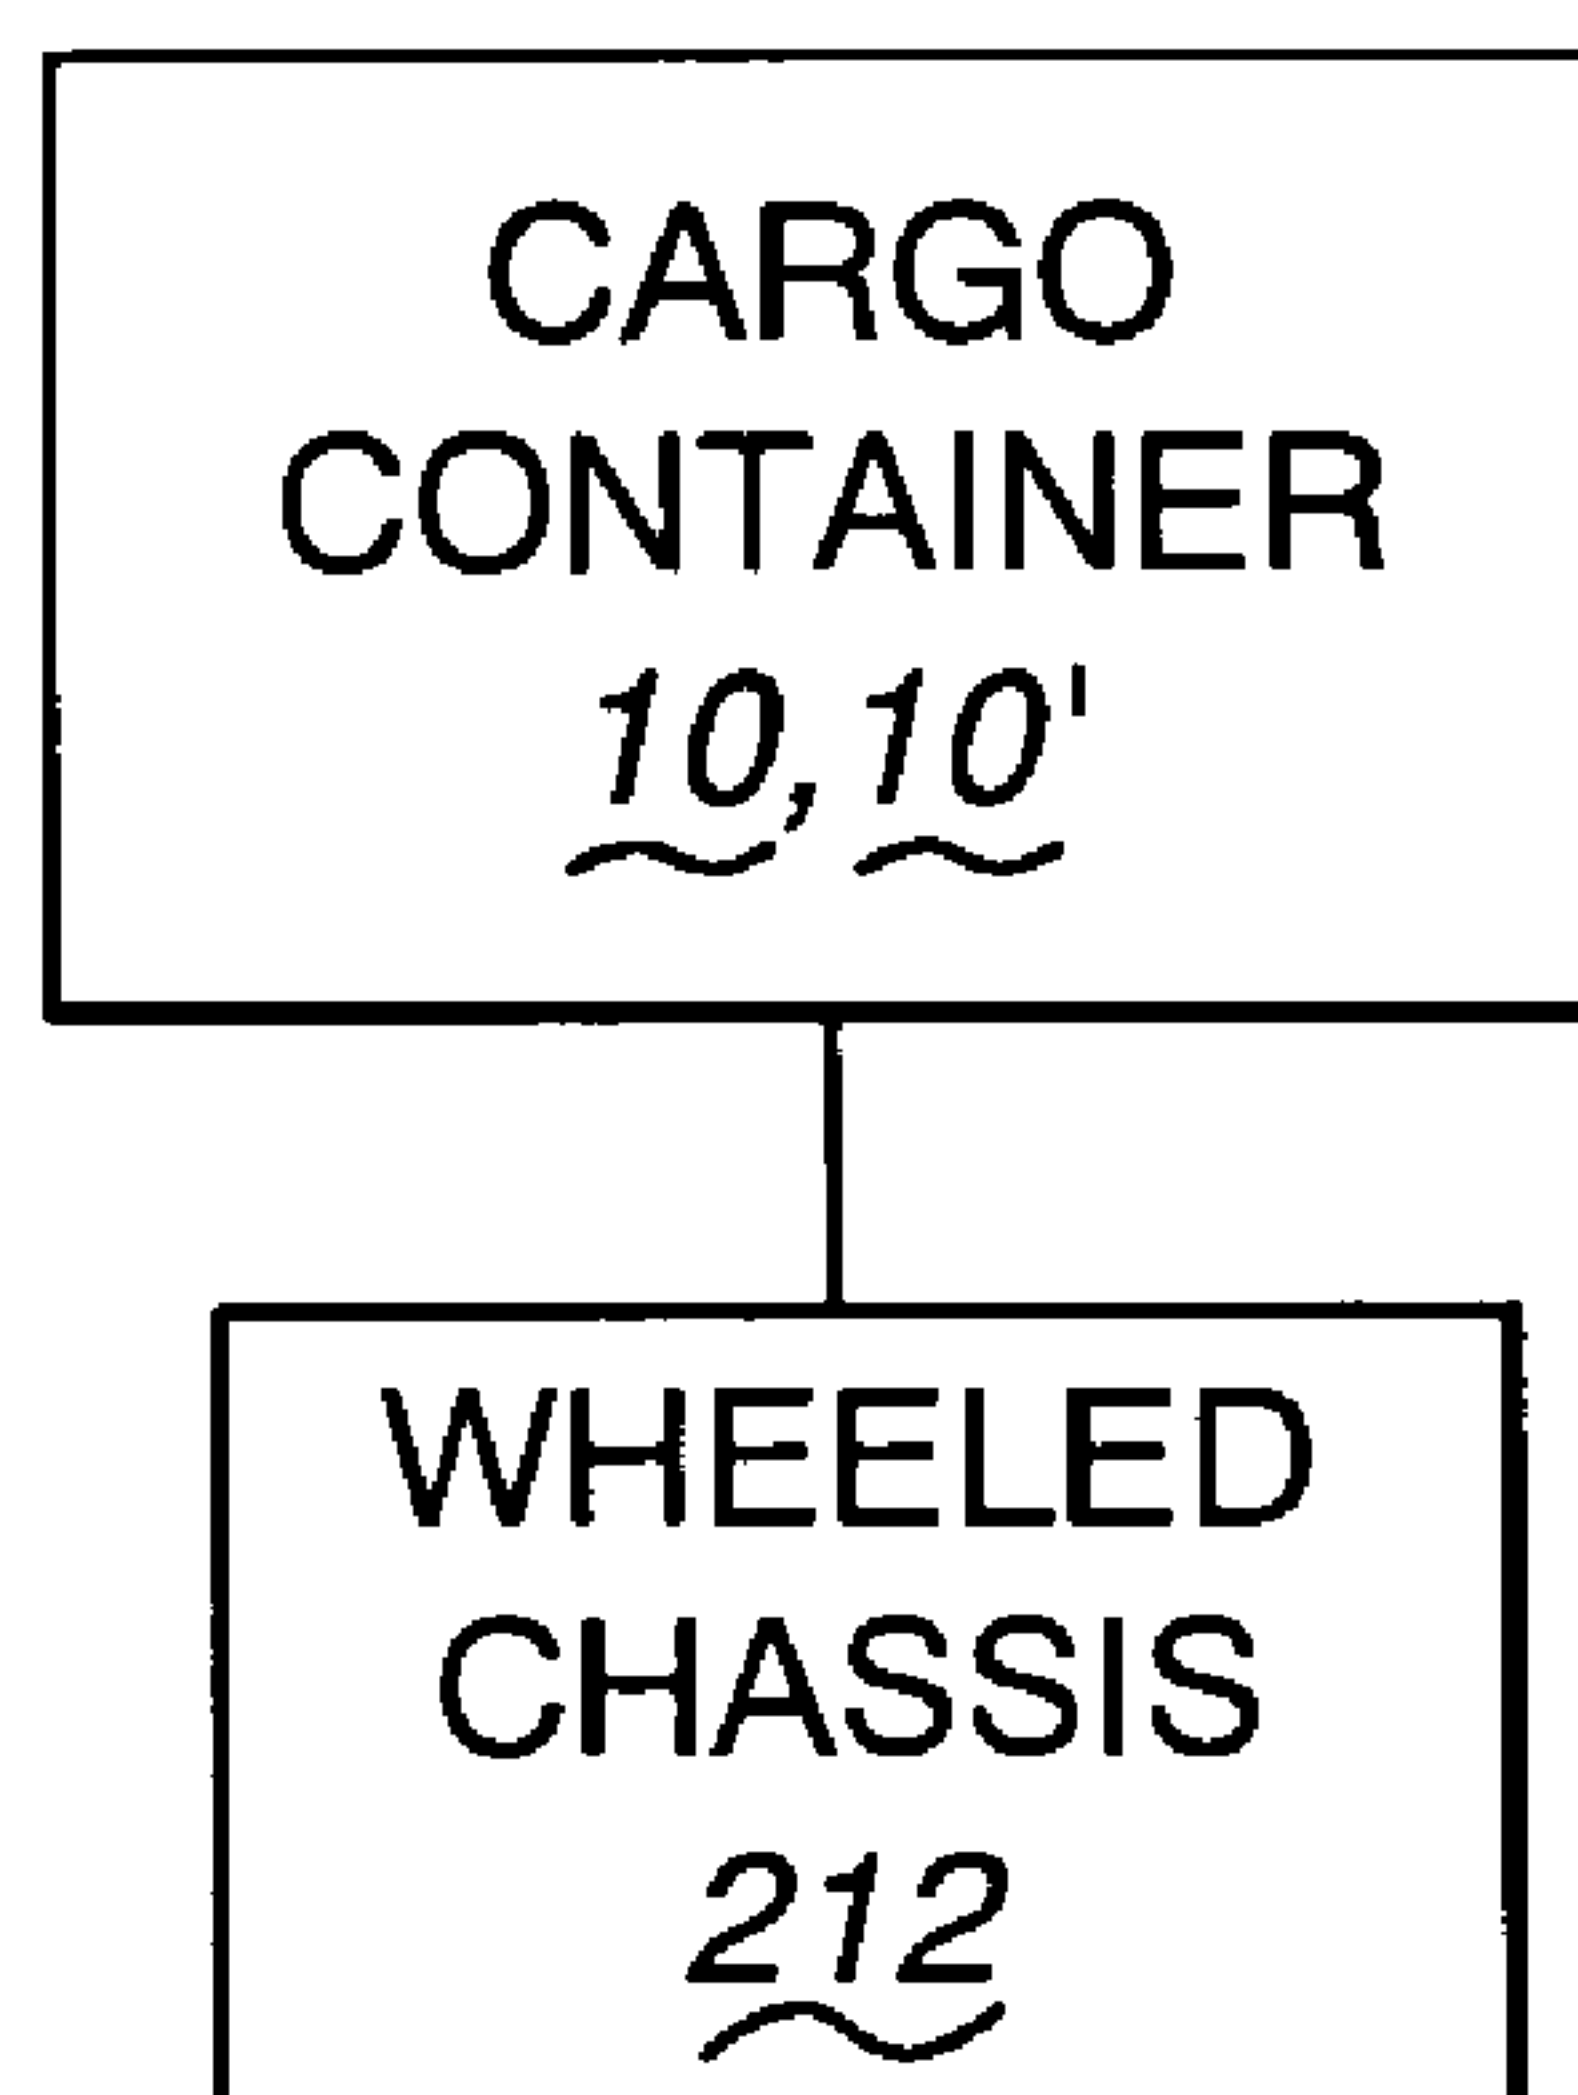 CARGO
CONTAINER
10,10'
WHEELED
CHASSIS
212